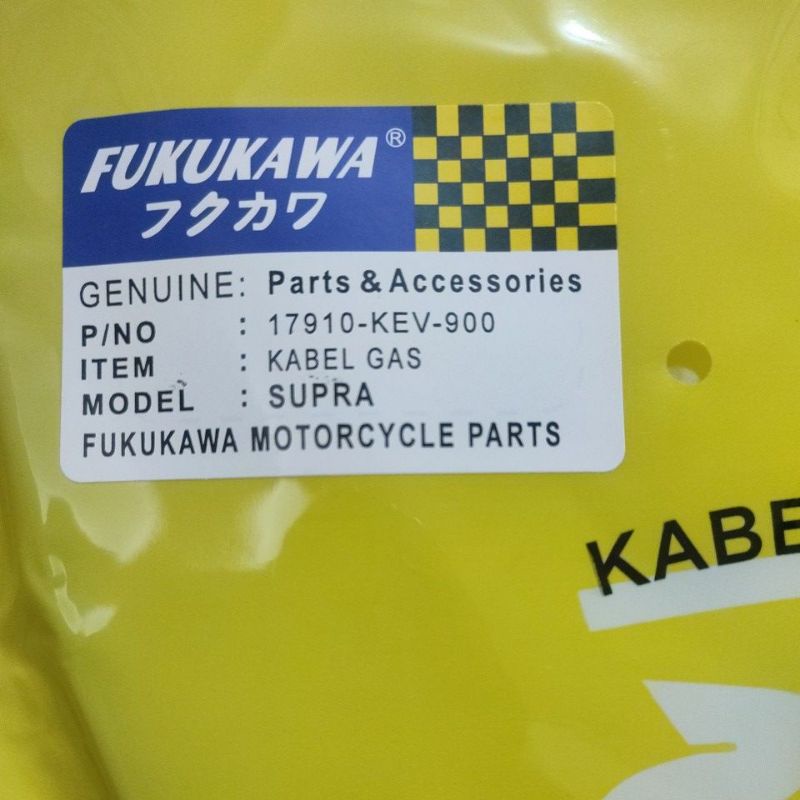 FUKUKAWA®
フクカワ
GENUINE: Parts & Accessories
P/NO : 17910-KEV-900
ITEM : KABEL GAS
MODEL : SUPRA
FUKUKAWA MOTORCYCLE PARTS
KABE